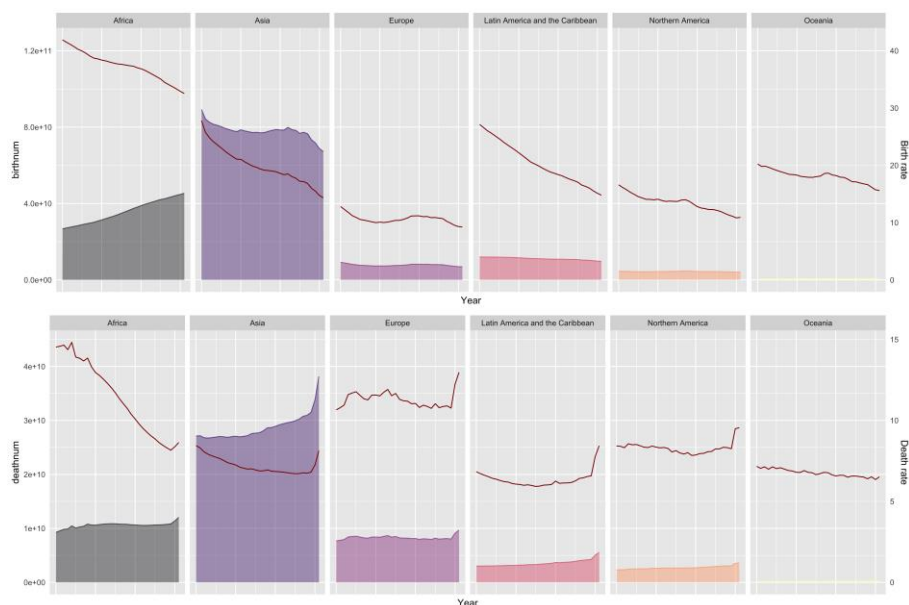 Africa
Asia
Europe
Latin America and the Caribbean
Northern America
Oceania
1.2e+11
8.0e+10
4.0e+10
0.0e+00
birthnum
40
30
20
10
0
Birth rate
Year
Africa
Asia
Europe
Latin America and the Caribbean
Northern America
Oceania
4e+10
3e+10
2e+10
1e+10
0e+00
deathnum
15
10
5
0
Death rate
Year